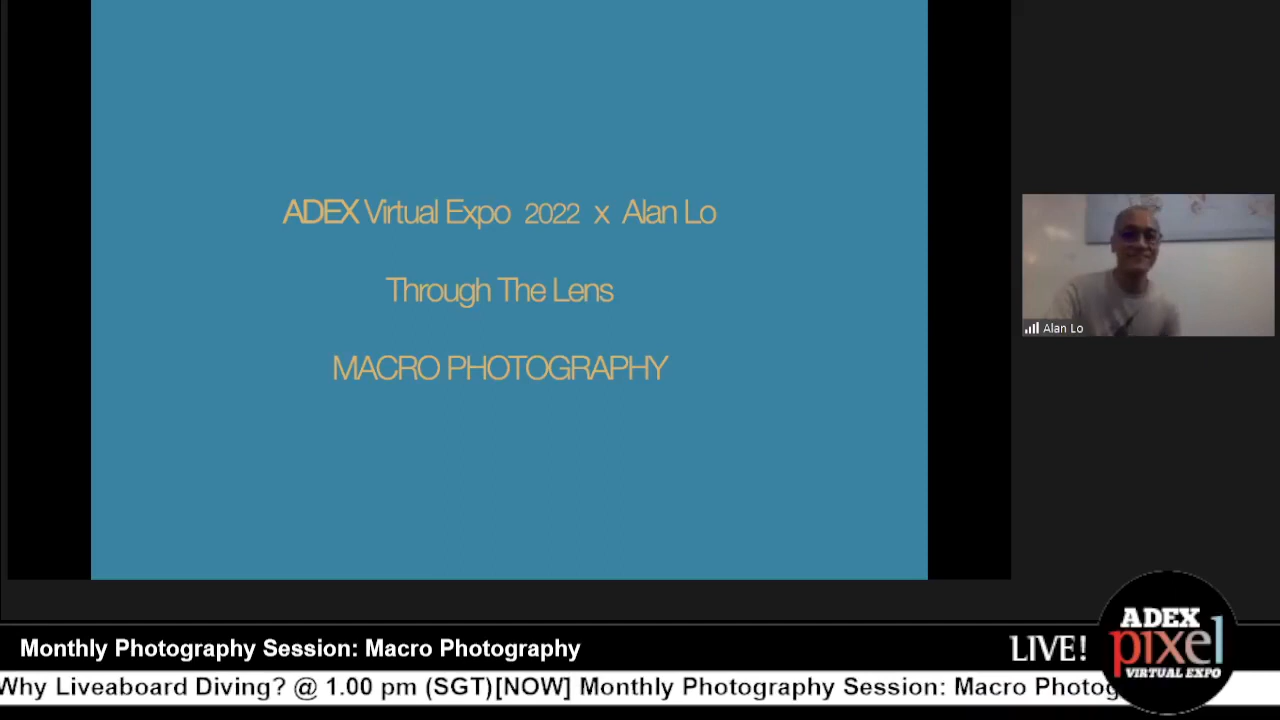 ADEX Virtual Expo 2022 x Alan Lo
Through The Lens
MACRO PHOTOGRAPHY
Alan Lo
Monthly Photography Session: Macro Photography
LIVE!
ADEX
pixel
VIRTUAL EXPO
Why Liveaboard Diving? @ 1.00 pm (SGT)[NOW] Monthly Photography Session: Macro Photog